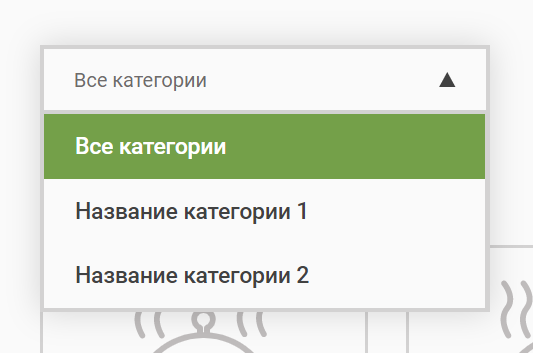 Все категории
Все категории
Название категории 1
Название категории 2